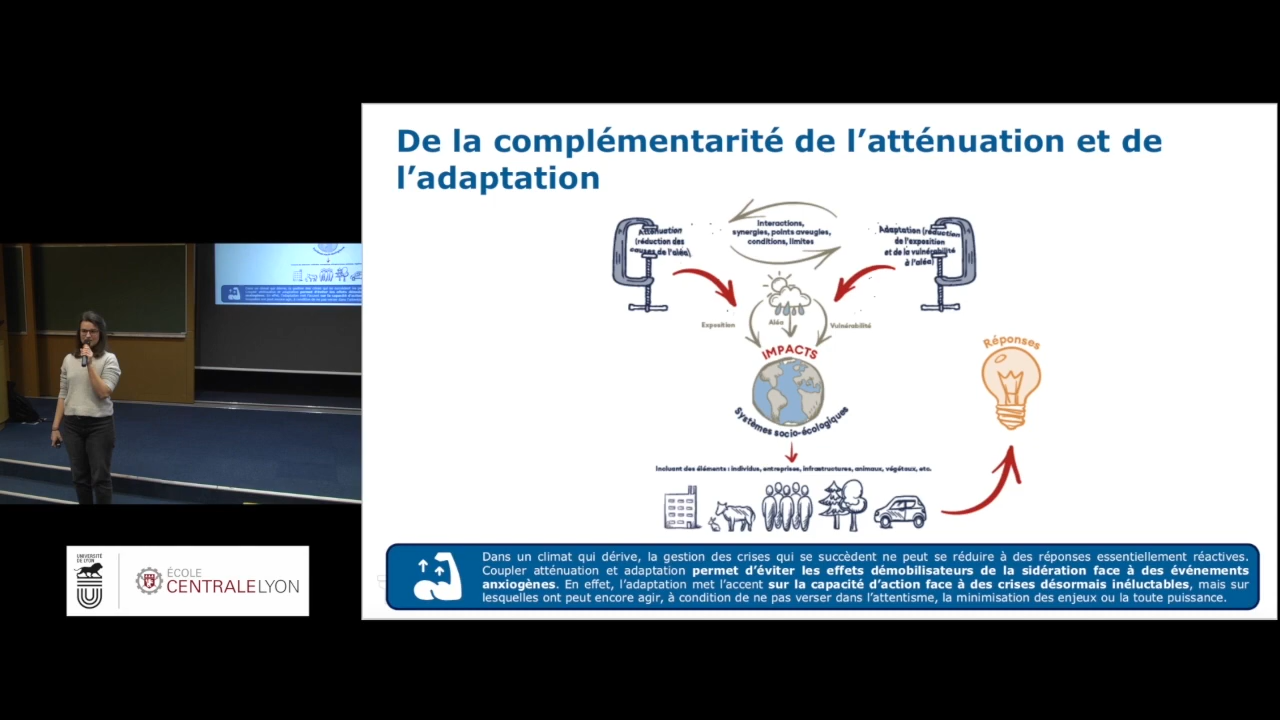 De la complémentarité de l’atténuation et de
l’adaptation
Atténuation
(réduction des
causes de l'aléa)
Interactions,
synergies, points aveugles,
conditions, limites
Adaptation (réduction
de l'exposition
et de la vulnérabilité
à l'aléa)
Exposition
Aléa
Vulnérabilité
IMPACTS
Systèmes socio-écologiques
Réponses
Incluant des éléments : individus, entreprises, infrastructures, animaux, végétaux, etc.
Dans un climat qui dérive, la gestion des crises qui se succèdent ne peut se réduire à des réponses essentiellement réactives.
Coupler atténuation et adaptation permet d’éviter les effets démobilisateurs de la sidération face à des événements
anxiogènes. En effet, l’adaptation met l’accent sur la capacité d’action face à des crises désormais inéluctables, mais sur
lesquelles ont peut encore agir, à condition de ne pas verser dans l’attentisme, la minimisation des enjeux ou la toute puissance.
UNIVERSITÉ
DE LYON
ÉCOLE
CENTRALELYON